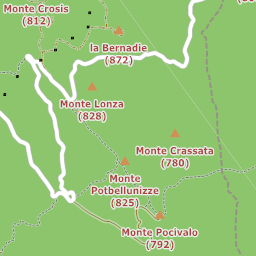 Monte Crosis
(812)
la Bernadie
(872)
Monte Lonza
(828)
Monte Crassata
(780)
Monte
Potbellunizze
(825)
Monte Pocivalo
(792)